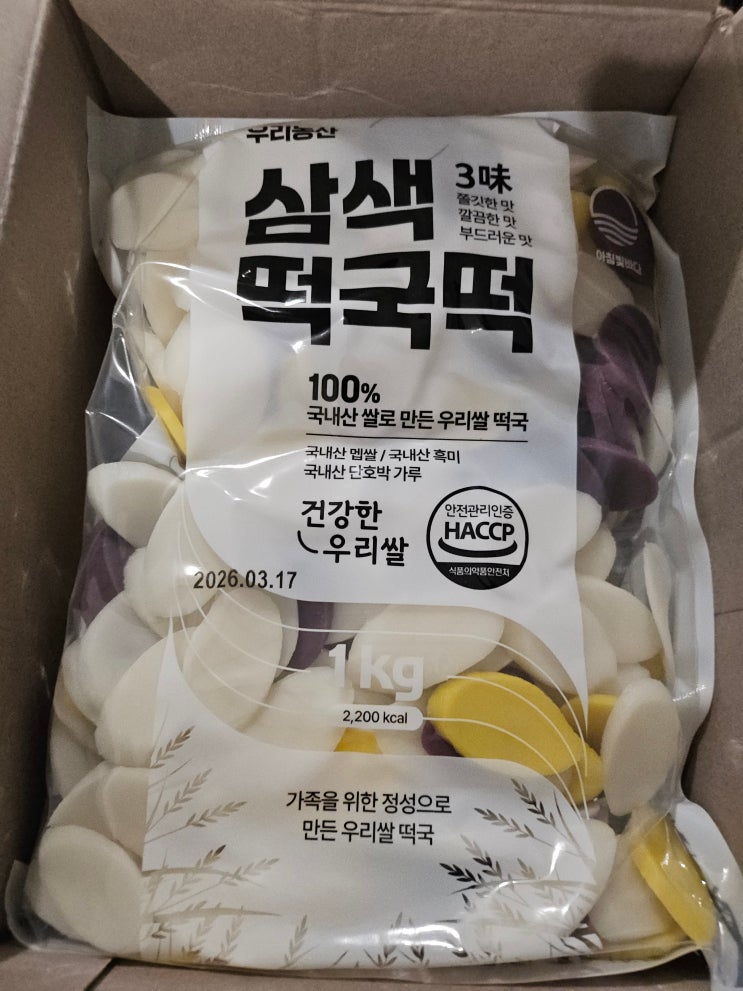 우리농산
삼색
떡국떡
3味
쫄깃한 맛
깔끔한 맛
부드러운 맛
아침빛바다
100%
국내산 쌀로 만든 우리쌀 떡국
국내산 멥쌀 / 국내산 흑미
국내산 단호박 가루
건강한
우리쌀
안전관리인증
HACCP
식품의약품안전처
2026.03.17
1kg
2,200 kcal
가족을 위한 정성으로
만든 우리쌀 떡국